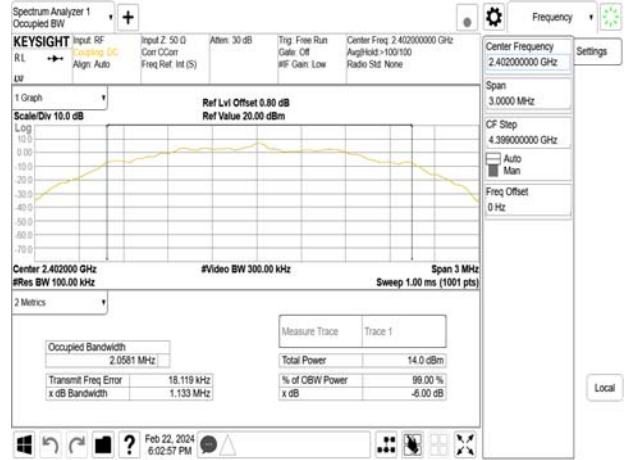 Spectrum Analyzer 1
Occupied BW
+
Frequency
KEYSIGHT Input: RF Input Z: 50 Ω Atten: 30 dB Trig: Free Run Center Freq: 2.402000000 GHz
RL Coupling: DC Corr CCorr Gate: Off Avg|Hold:>100/100
Align: Auto Freq Ref: Int (S) #IF Gain: Low Radio Std: None
LXI
Center Frequency
2.402000000 GHz
Settings
Span
3.0000 MHz
CF Step
4.399000000 GHz
Auto
Man
Freq Offset
0 Hz
Local
1 Graph
Ref Lvl Offset 0.80 dB
Scale/Div 10.0 dB Ref Value 20.00 dBm
Log
10.0
0.00
-10.0
-20.0
-30.0
-40.0
-50.0
-60.0
-70.0
Center 2.402000 GHz #Video BW 300.00 kHz Span 3 MHz
#Res BW 100.00 kHz Sweep 1.00 ms (1001 pts)
2 Metrics
Measure Trace Trace 1
Occupied Bandwidth
2.0581 MHz Total Power 14.0 dBm
Transmit Freq Error 18.119 kHz % of OBW Power 99.00 %
x dB Bandwidth 1.133 MHz x dB -6.00 dB
? Feb 22, 2024
6:02:57 PM